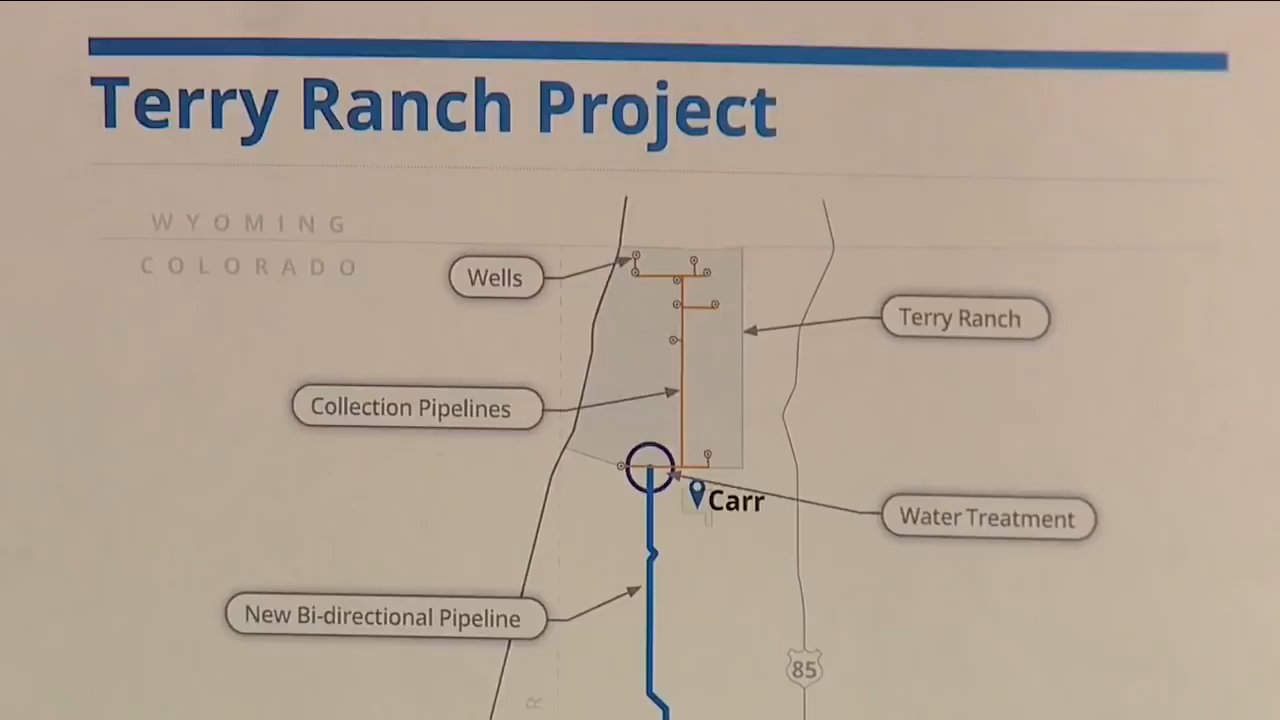 Terry Ranch Project
WYOMING
COLORADO
Wells
Terry Ranch
Collection Pipelines
Carr
Water Treatment
New Bi-directional Pipeline
85
R